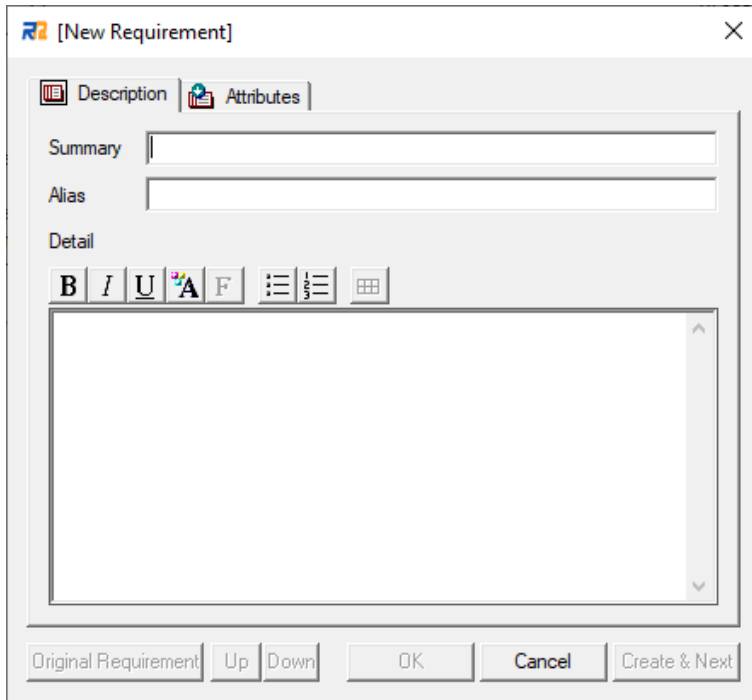 [New Requirement]
Description Attributes
Summary
Alias
Detail
B I U A F
Original Requirement Up Down OK Cancel Create & Next